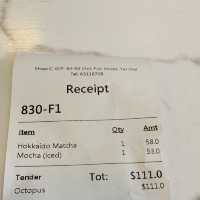 Receipt
830-F1
Item Qty Amt
Hokkaido Matcha 1 58.0
Mocha (Iced) 1 53.0
Tender Tot: $111.0
Octopus $111.0